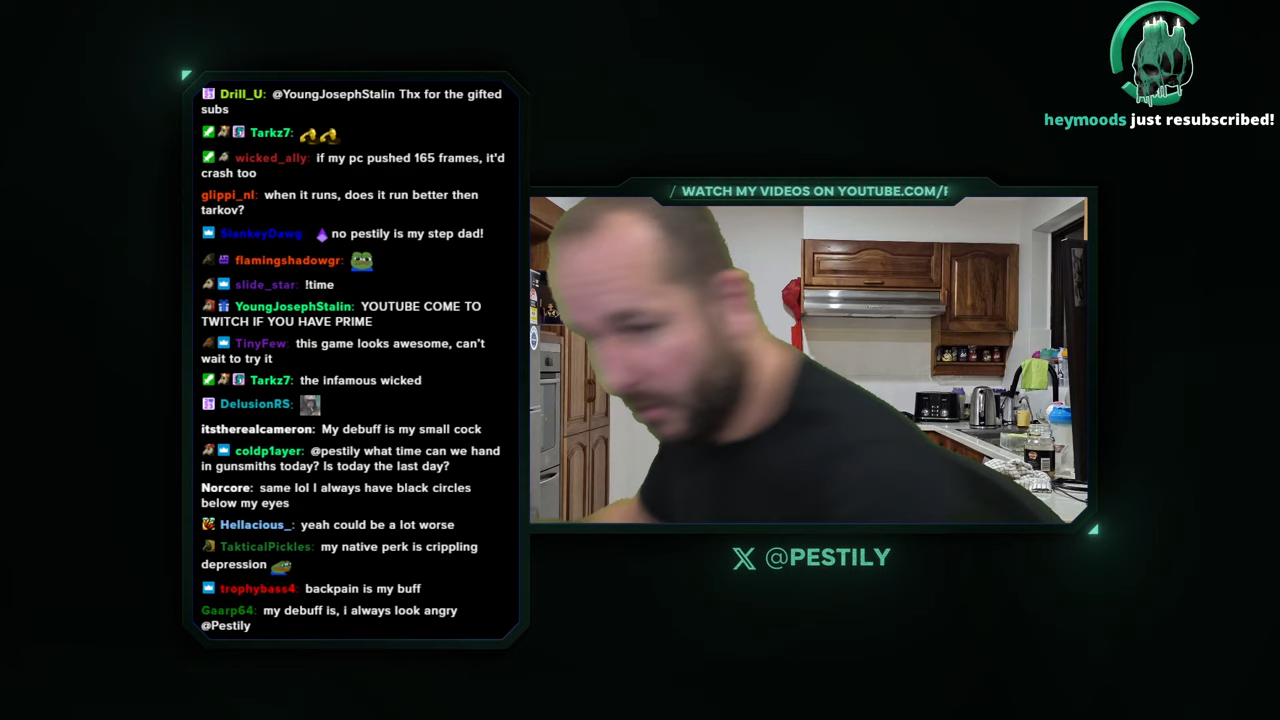 Drill_U: @YoungJosephStalin Thx for the gifted
subs
Tarkz7:
wicked_ally: if my pc pushed 165 frames, it'd
crash too
glippi_nl: when it runs, does it run better then
tarkov?
SlankeyDawg no pestily is my step dad!
flamingshadowgr:
slide_star: !time
YoungJosephStalin: YOUTUBE COME TO
TWITCH IF YOU HAVE PRIME
TinyFew: this game looks awesome, can't
wait to try it
Tarkz7: the infamous wicked
DelusionRS:
itstherealcameron: My debuff is my small cock
coldp1ayer: @pestily what time can we hand
in gunsmiths today? Is today the last day?
Norcore: same lol I always have black circles
below my eyes
Hellacious_: yeah could be a lot worse
TakticalPickles: my native perk is crippling
depression
trophybass4: backpain is my buff
Gaarp64: my debuff is, i always look angry
@Pestily
heymoods just resubscribed!
/ WATCH MY VIDEOS ON YOUTUBE.COM/
X @PESTILY